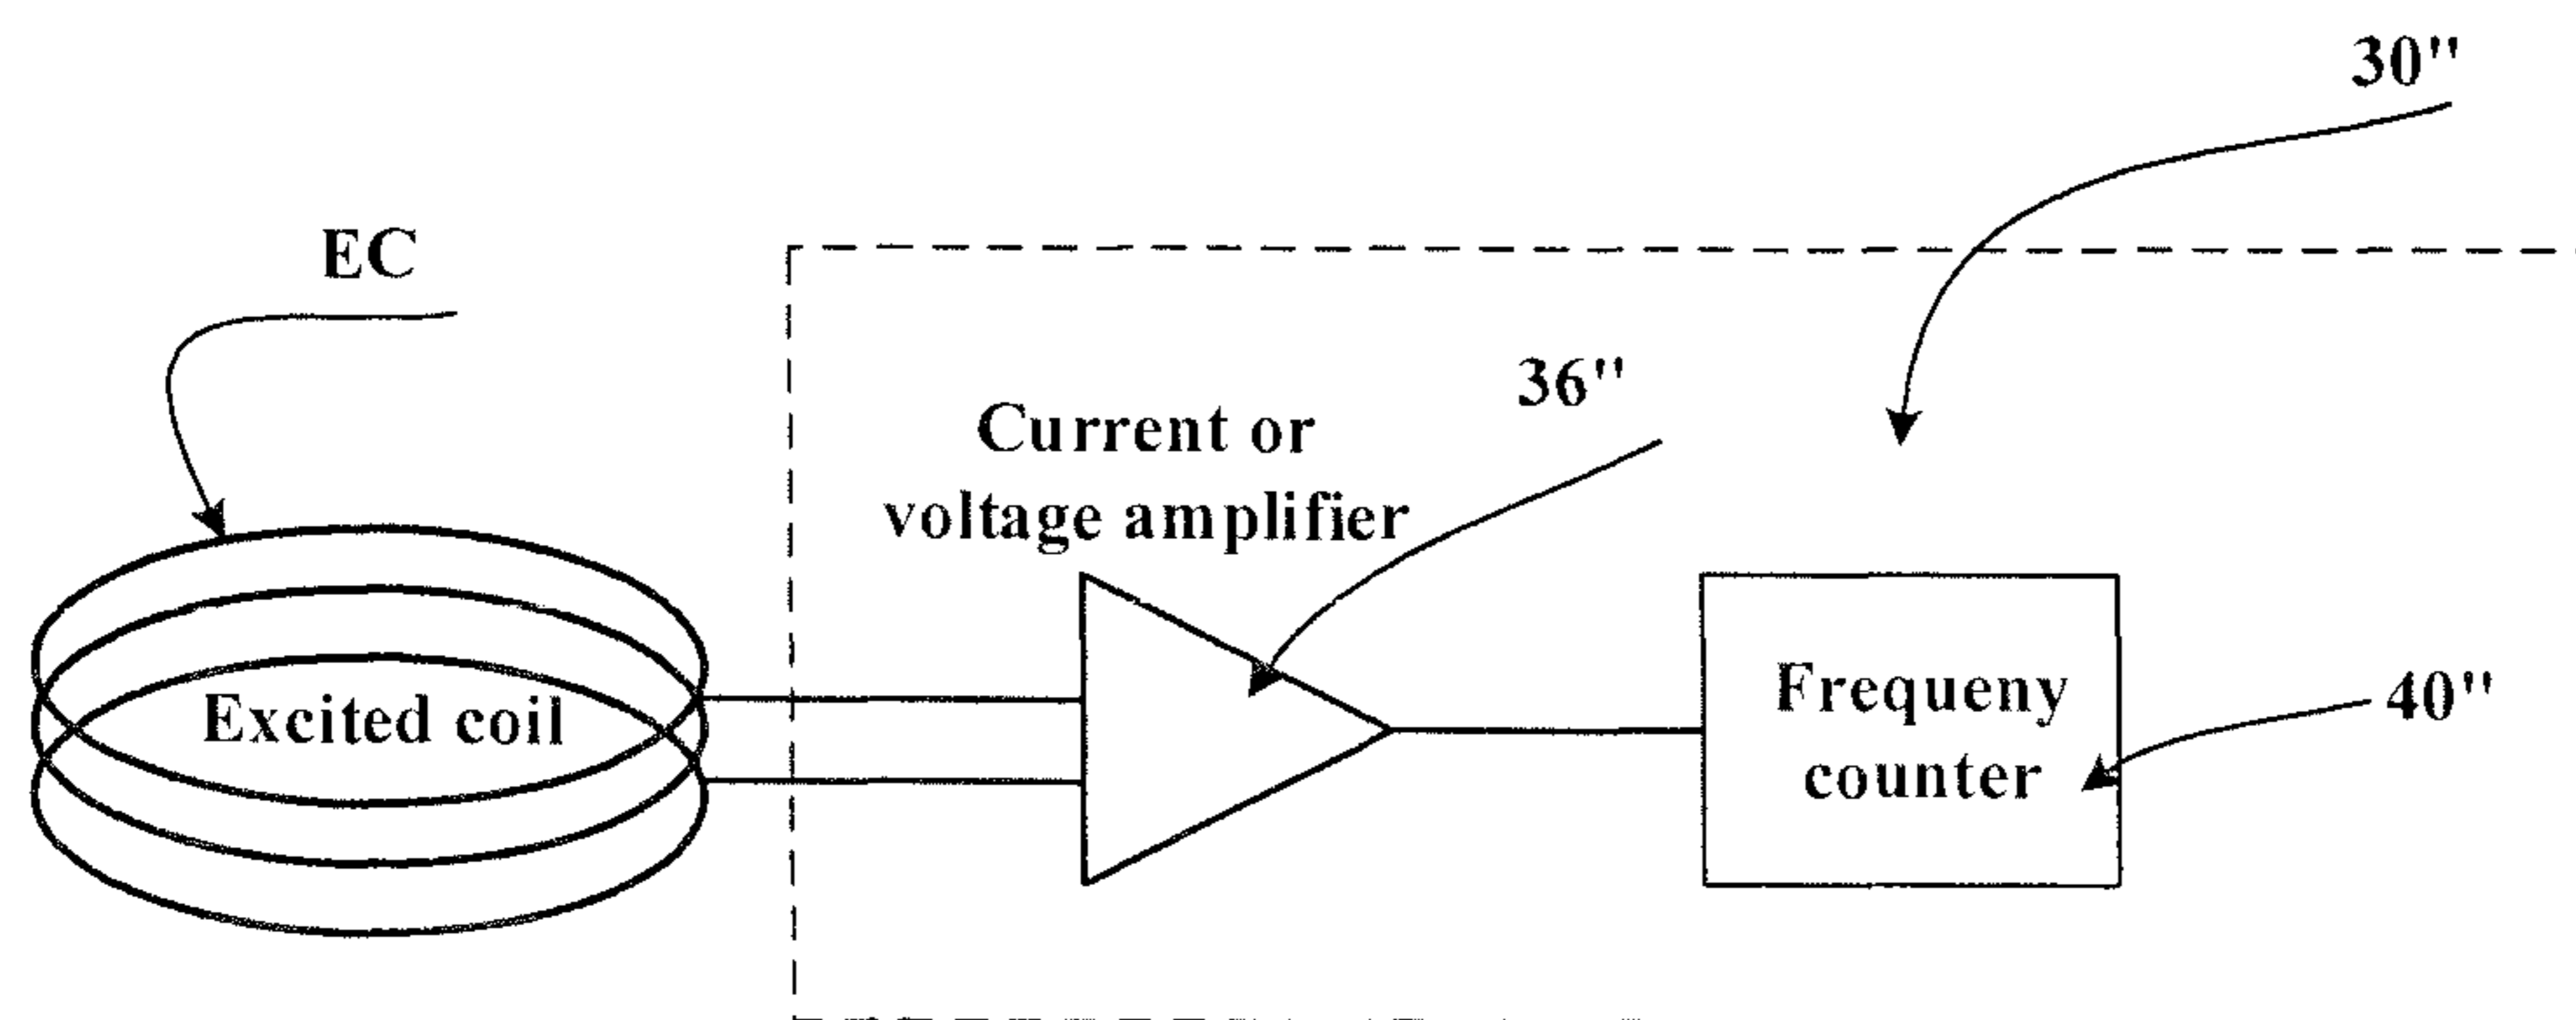 30"
EC
36"
Current or
voltage amplifier
Excited coil
Frequeny
counter
40"